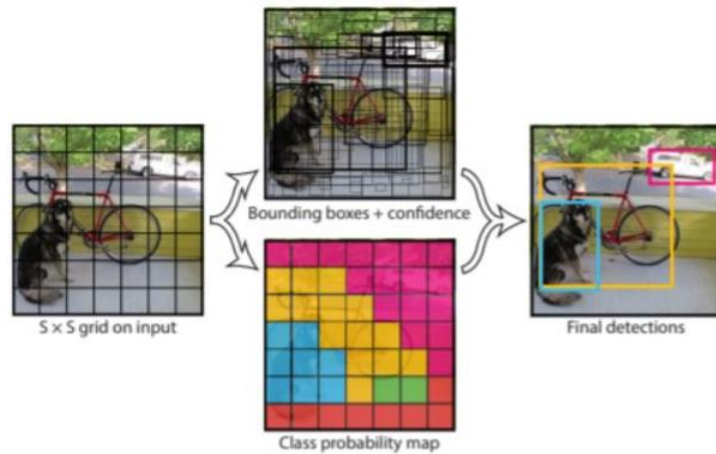 S × S grid on input
Bounding boxes + confidence
Class probability map
Final detections